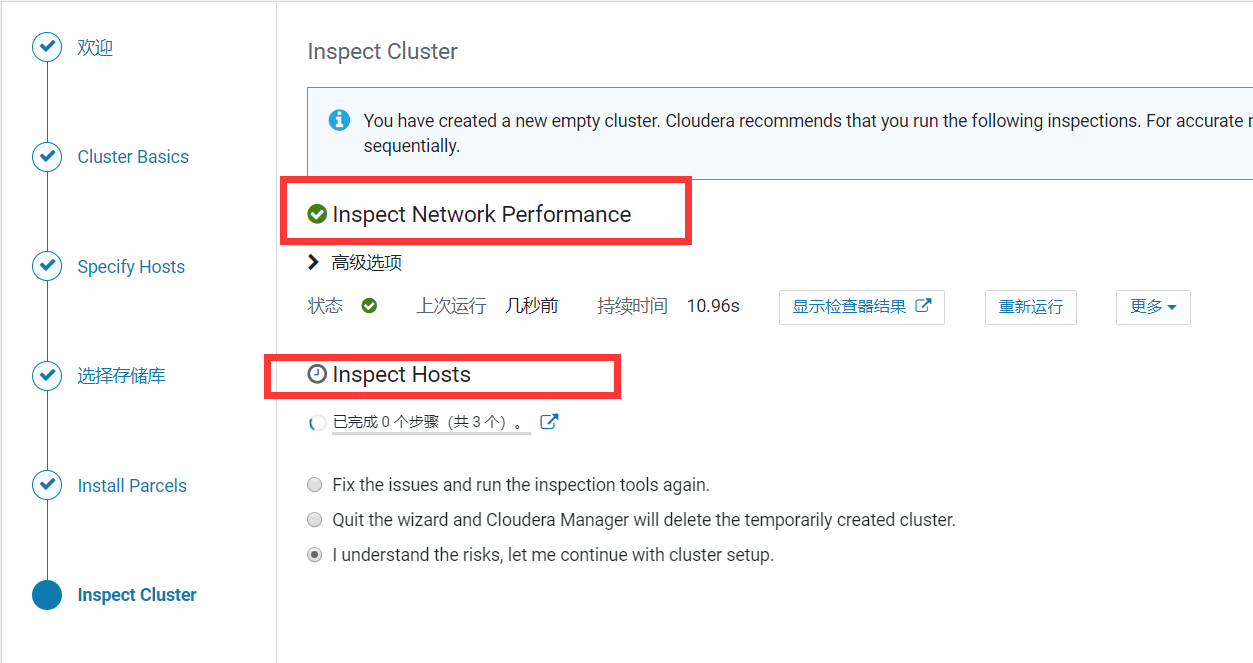 欢迎
Cluster Basics
Specify Hosts
选择存储库
Install Parcels
Inspect Cluster
Inspect Cluster
You have created a new empty cluster. Cloudera recommends that you run the following inspections. For accurate
sequentially.
Inspect Network Performance
高级选项
状态 上次运行 几秒前 持续时间 10.96s 显示检查器结果 重新运行 更多
Inspect Hosts
已完成 0 个步骤（共 3 个）。
Fix the issues and run the inspection tools again.
Quit the wizard and Cloudera Manager will delete the temporarily created cluster.
I understand the risks, let me continue with cluster setup.